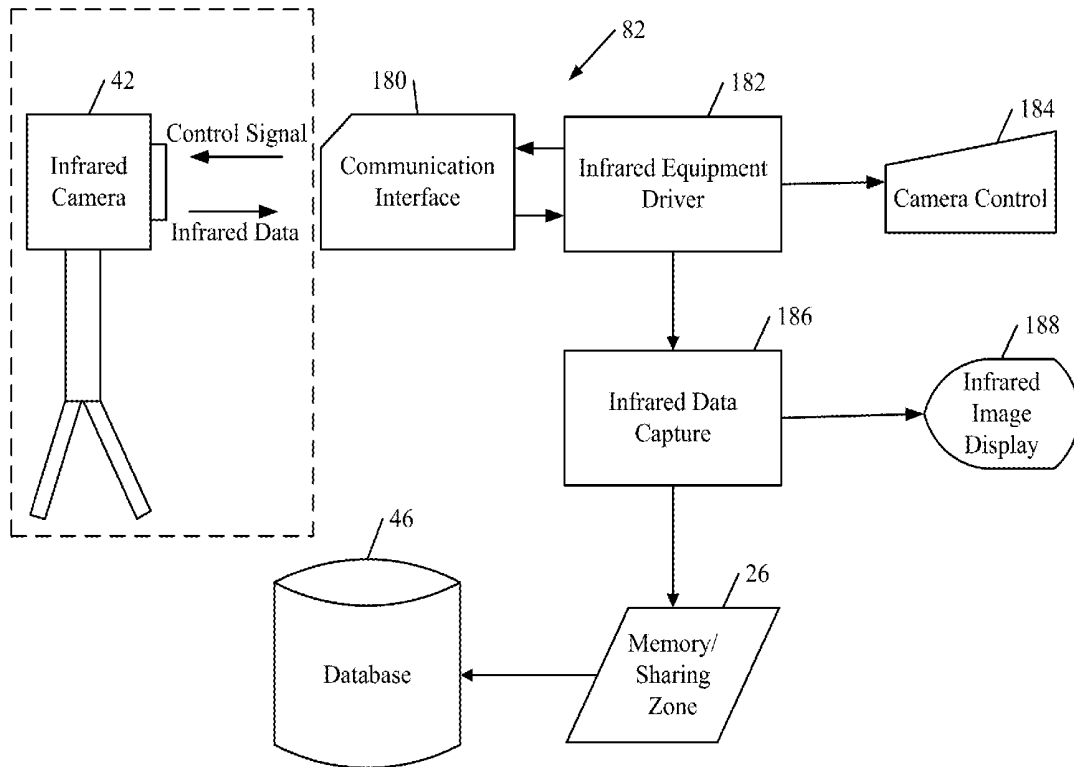 82
42
180
182
184
Control Signal
Infrared
Camera
Infrared Data
Communication
Interface
Infrared Equipment
Driver
Camera Control
186
188
Infrared Data
Capture
Infrared
Image
Display
46
26
Database
Memory/
Sharing
Zone